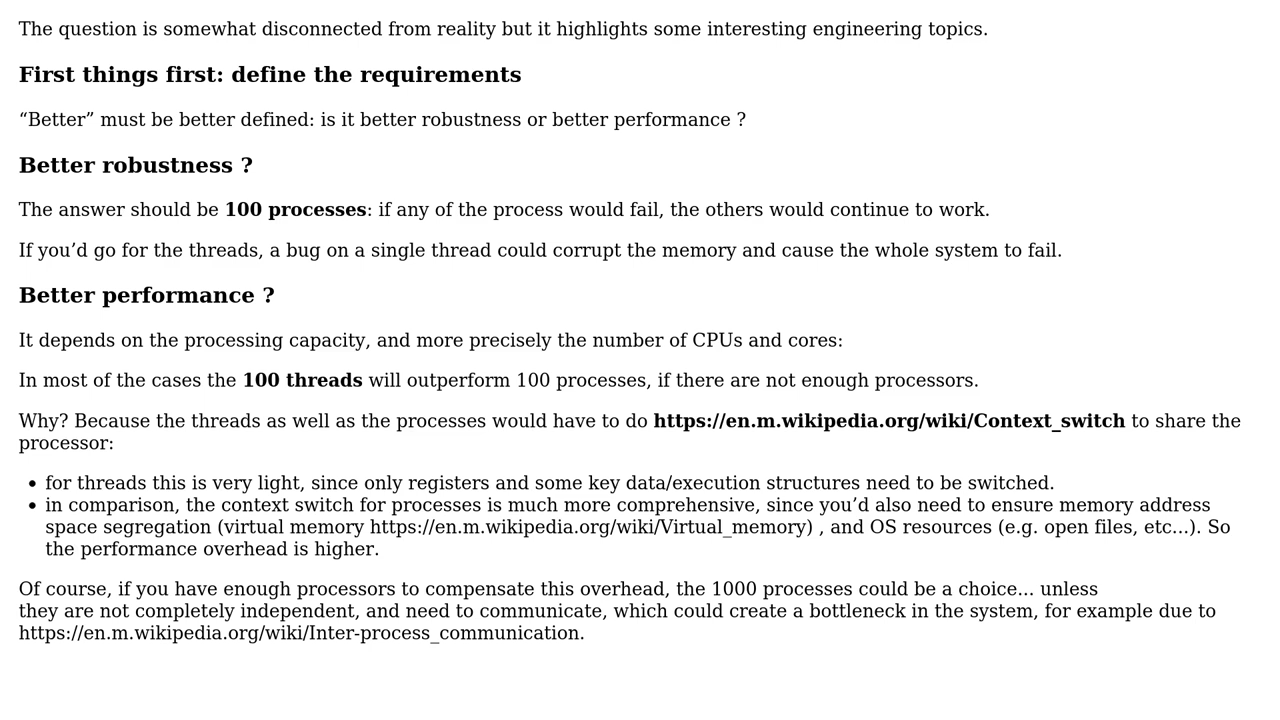 The question is somewhat disconnected from reality but it highlights some interesting engineering topics.
First things first: define the requirements
“Better” must be better defined: is it better robustness or better performance ?
Better robustness ?
The answer should be 100 processes: if any of the process would fail, the others would continue to work.
If you’d go for the threads, a bug on a single thread could corrupt the memory and cause the whole system to fail.
Better performance ?
It depends on the processing capacity, and more precisely the number of CPUs and cores:
In most of the cases the 100 threads will outperform 100 processes, if there are not enough processors.
Why? Because the threads as well as the processes would have to do https://en.m.wikipedia.org/wiki/Context_switch to share the
processor:
• for threads this is very light, since only registers and some key data/execution structures need to be switched.
• in comparison, the context switch for processes is much more comprehensive, since you’d also need to ensure memory address
space segregation (virtual memory https://en.m.wikipedia.org/wiki/Virtual_memory) , and OS resources (e.g. open files, etc…). So
the performance overhead is higher.
Of course, if you have enough processors to compensate this overhead, the 1000 processes could be a choice… unless
they are not completely independent, and need to communicate, which could create a bottleneck in the system, for example due to
https://en.m.wikipedia.org/wiki/Inter-process_communication.